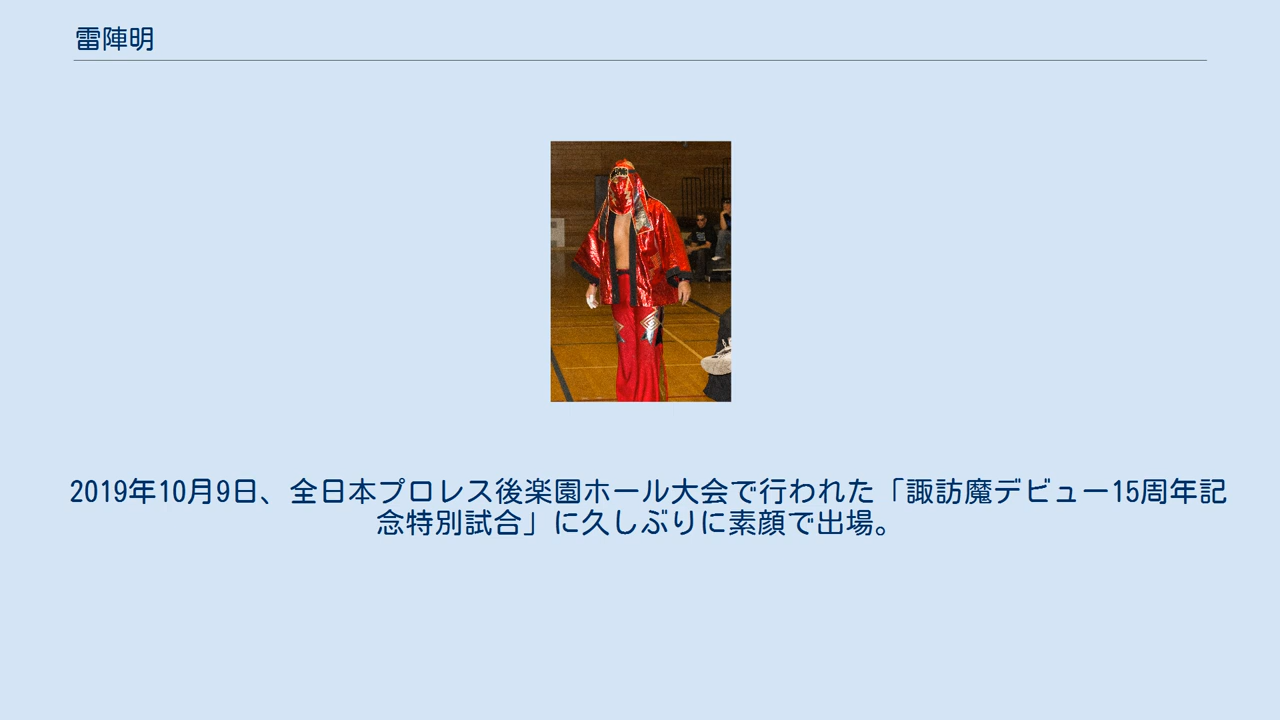 雷陣明
2019年10月9日、全日本プロレス後楽園ホール大会で行われた「諏訪魔デビュー15周年記
念特別試合」に久しぶりに素顔で出場。